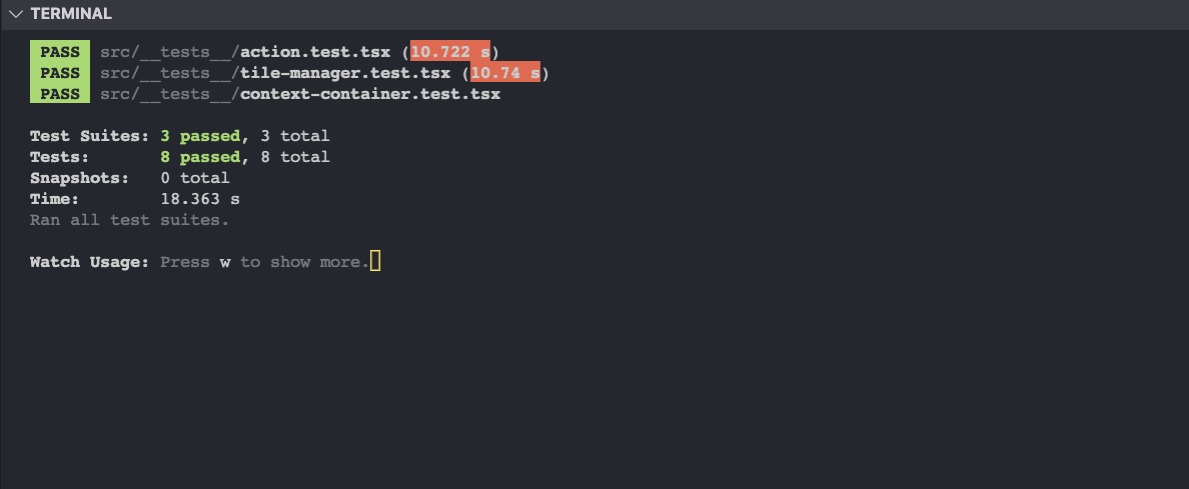 TERMINAL
PASS src/__tests__/action.test.tsx (10.722 s)
PASS src/__tests__/tile-manager.test.tsx (10.74 s)
PASS src/__tests__/context-container.test.tsx
Test Suites: 3 passed, 3 total
Tests: 8 passed, 8 total
Snapshots: 0 total
Time: 18.363 s
Ran all test suites.
Watch Usage: Press w to show more.